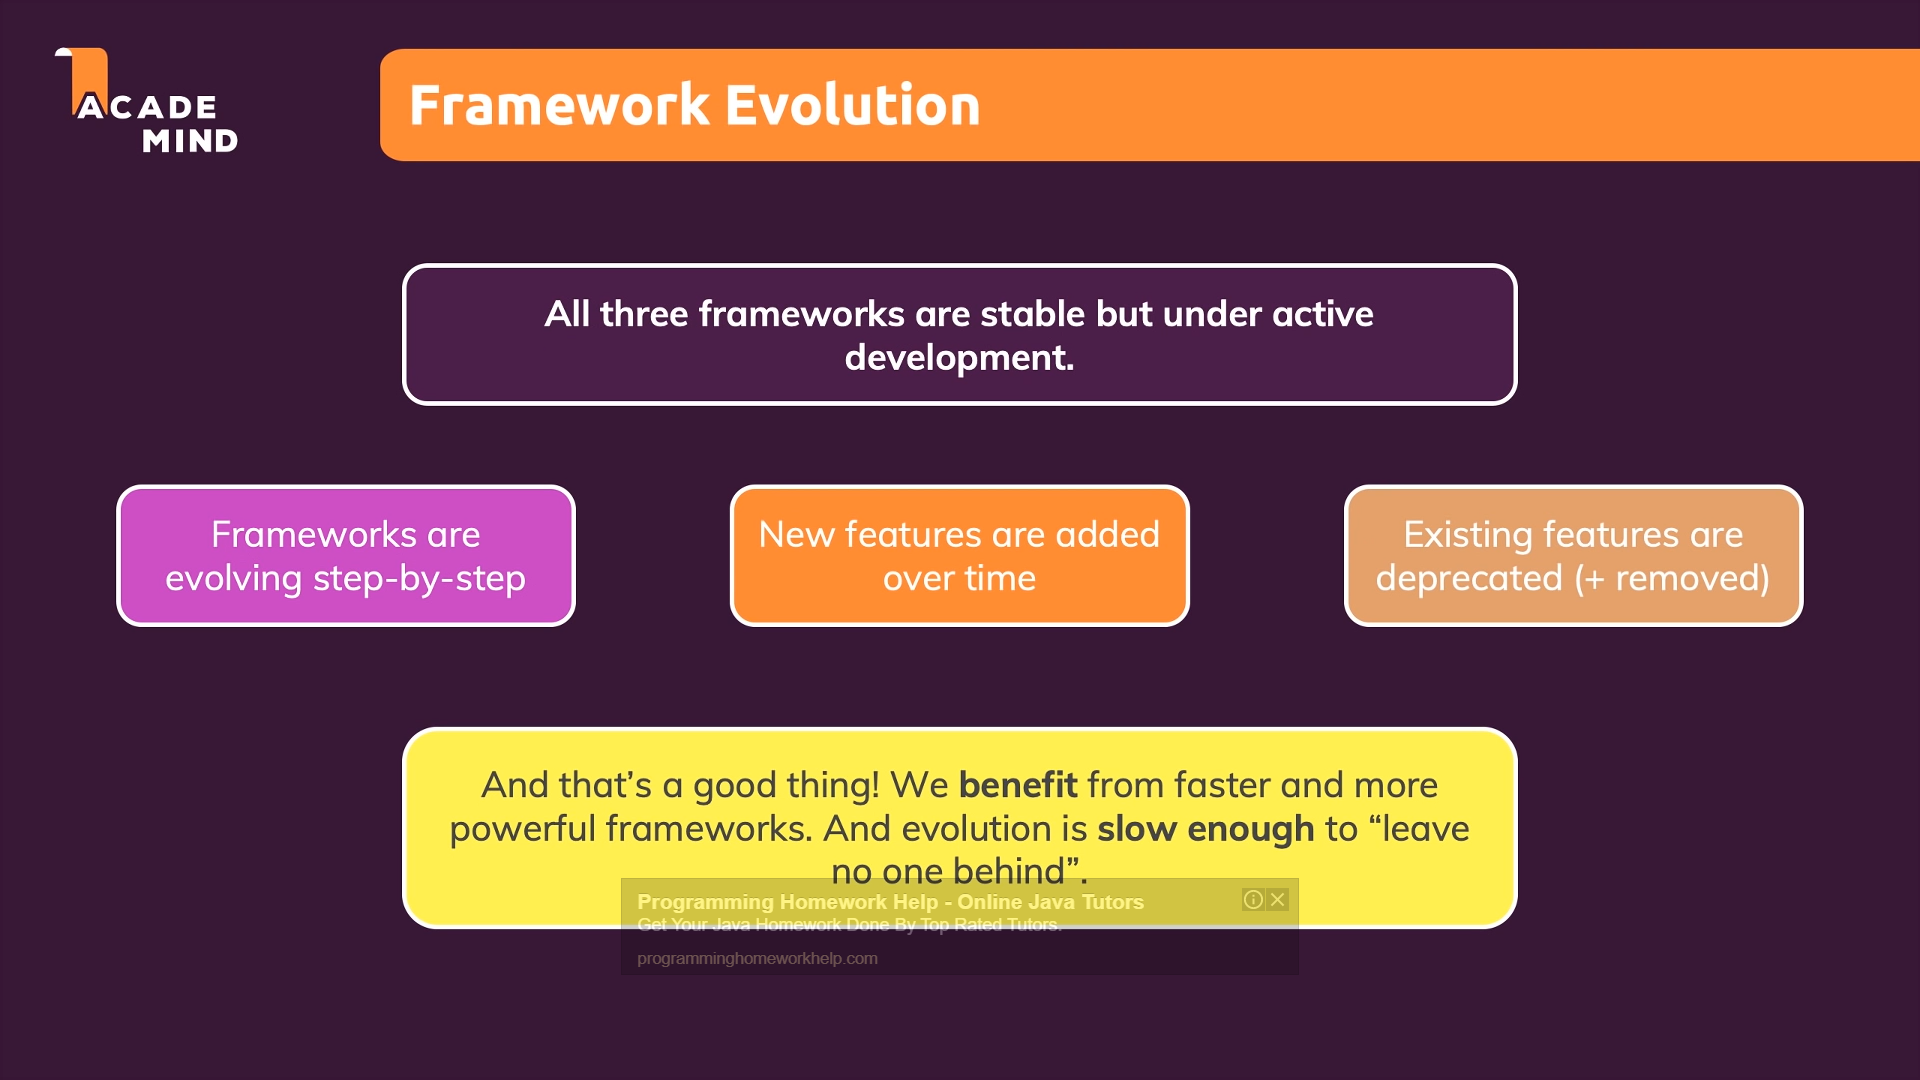 ACADE
MIND
Framework Evolution
All three frameworks are stable but under active
development.
Frameworks are
evolving step-by-step
New features are added
over time
Existing features are
deprecated (+ removed)
And that’s a good thing! We benefit from faster and more
powerful frameworks. And evolution is slow enough to “leave
no one behind”.
Programming Homework Help - Online Java Tutors
Get Your Java Homework Done By Top Rated Tutors.
programminghomeworkhelp.com